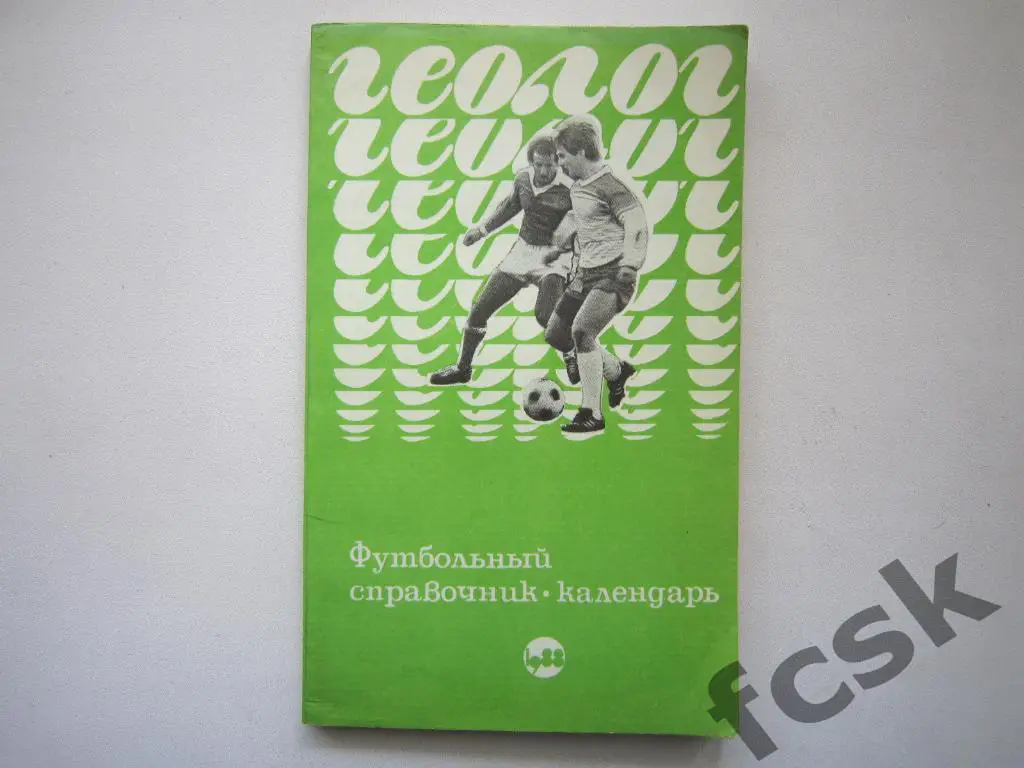 геолог
Футбольный
справочник • календарь
1988
fcsk